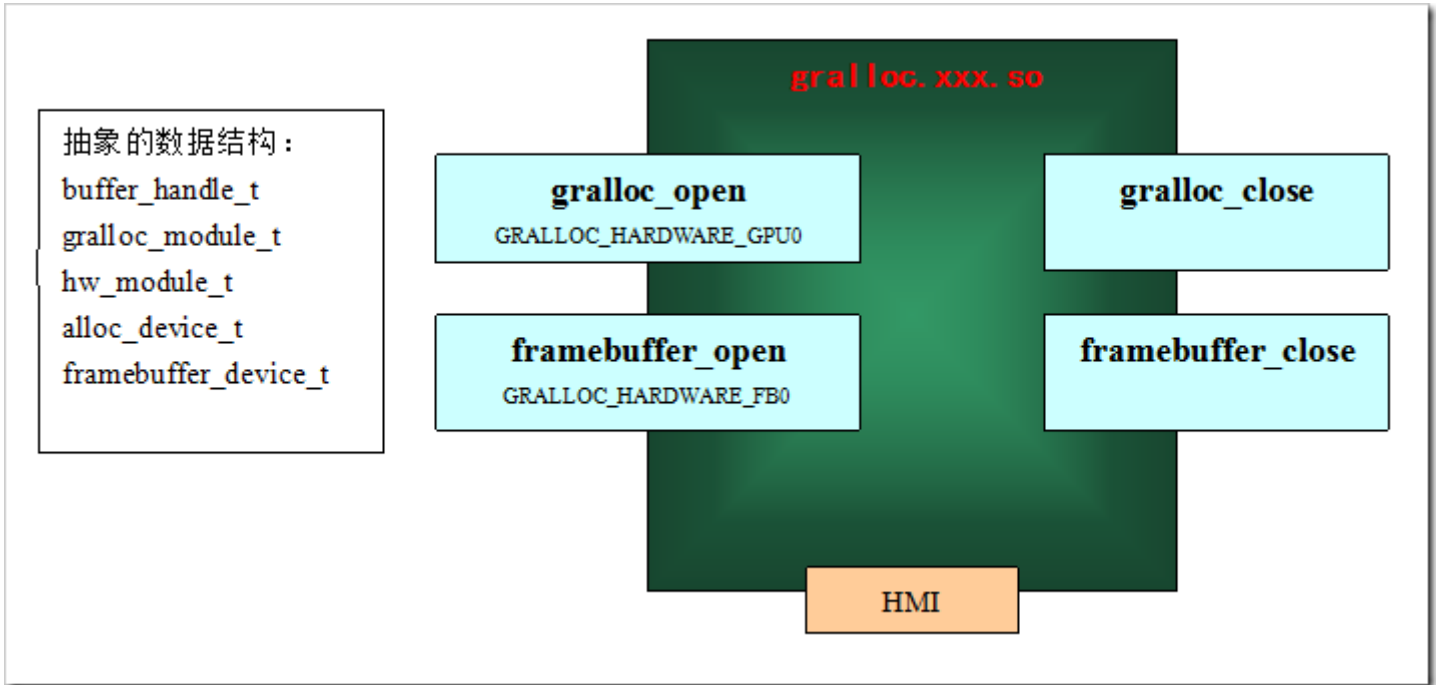 gralloc.xxx.so
抽象的数据结构：
buffer_handle_t
gralloc_module_t
hw_module_t
alloc_device_t
framebuffer_device_t
gralloc_open
GRALLOC_HARDWARE_GPU0
gralloc_close
framebuffer_open
GRALLOC_HARDWARE_FB0
framebuffer_close
HMI